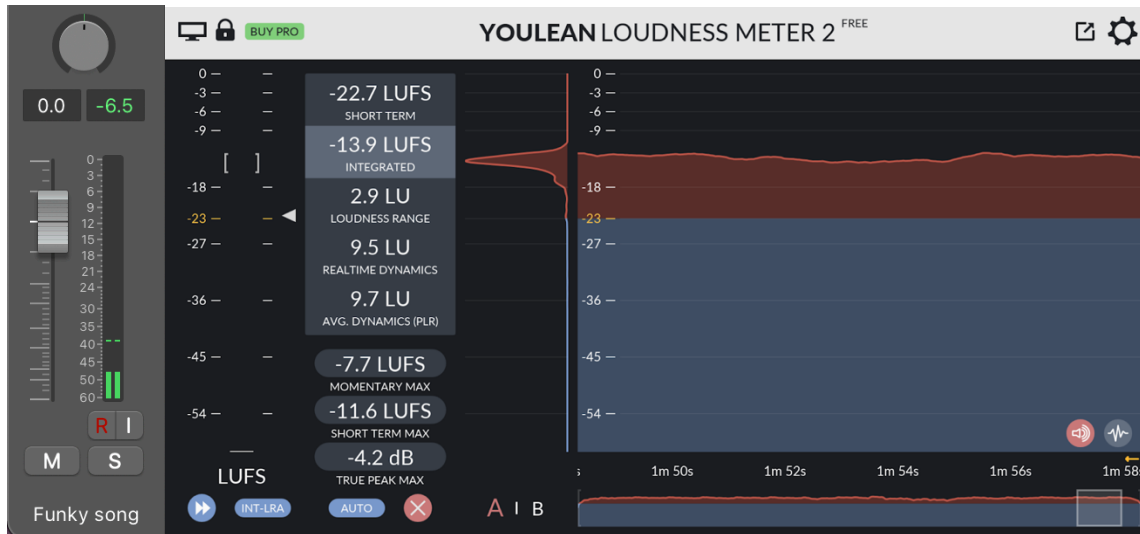 YOULEAN LOUDNESS METER 2 FREE
BUY PRO
0.0 -6.5
0
3
6
9
12
15
18
21
24
30
35
40
45
50
60
R I
M S
Funky song
0
-3
-6
-9
-18
-23
-27
-36
-45
-54
[ ]
LUFS
INT-LRA
-22.7 LUFS
SHORT TERM
-13.9 LUFS
INTEGRATED
2.9 LU
LOUDNESS RANGE
9.5 LU
REALTIME DYNAMICS
9.7 LU
AVG. DYNAMICS (PLR)
-7.7 LUFS
MOMENTARY MAX
-11.6 LUFS
SHORT TERM MAX
-4.2 dB
TRUE PEAK MAX
AUTO
A I B
0
-3
-6
-9
-18
-23
-27
-36
-45
-54
s 1m 50s 1m 52s 1m 54s 1m 56s 1m 58s